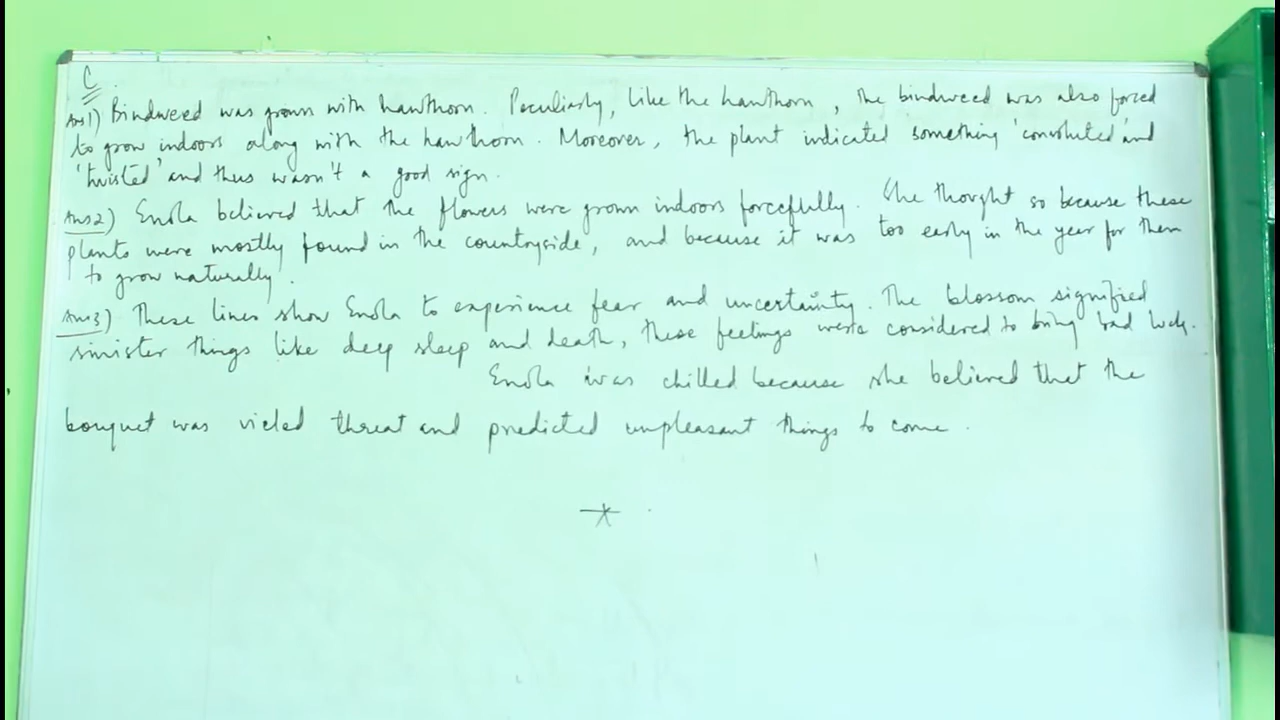 C
Ans 1) Bindweed was grown with hawthorn. Peculiarly, like the hawthorn, the bindweed was also forced
to grow indoors along with the hawthorn. Moreover, the plant indicated something 'convoluted' and
'twisted' and thus wasn't a good sign.
Ans 2) Enola believed that the flowers were grown indoors forcefully. She thought so because these
plants were mostly found in the countryside, and because it was too early in the year for them
to grow naturally.
Ans 3) These lines show Enola to experience fear and uncertainty. The blossom signified
sinister things like deep sleep and death, these feelings were considered to bring bad luck.
Enola was chilled because she believed that the
bouquet was vieled threat and predicted unpleasant things to come.